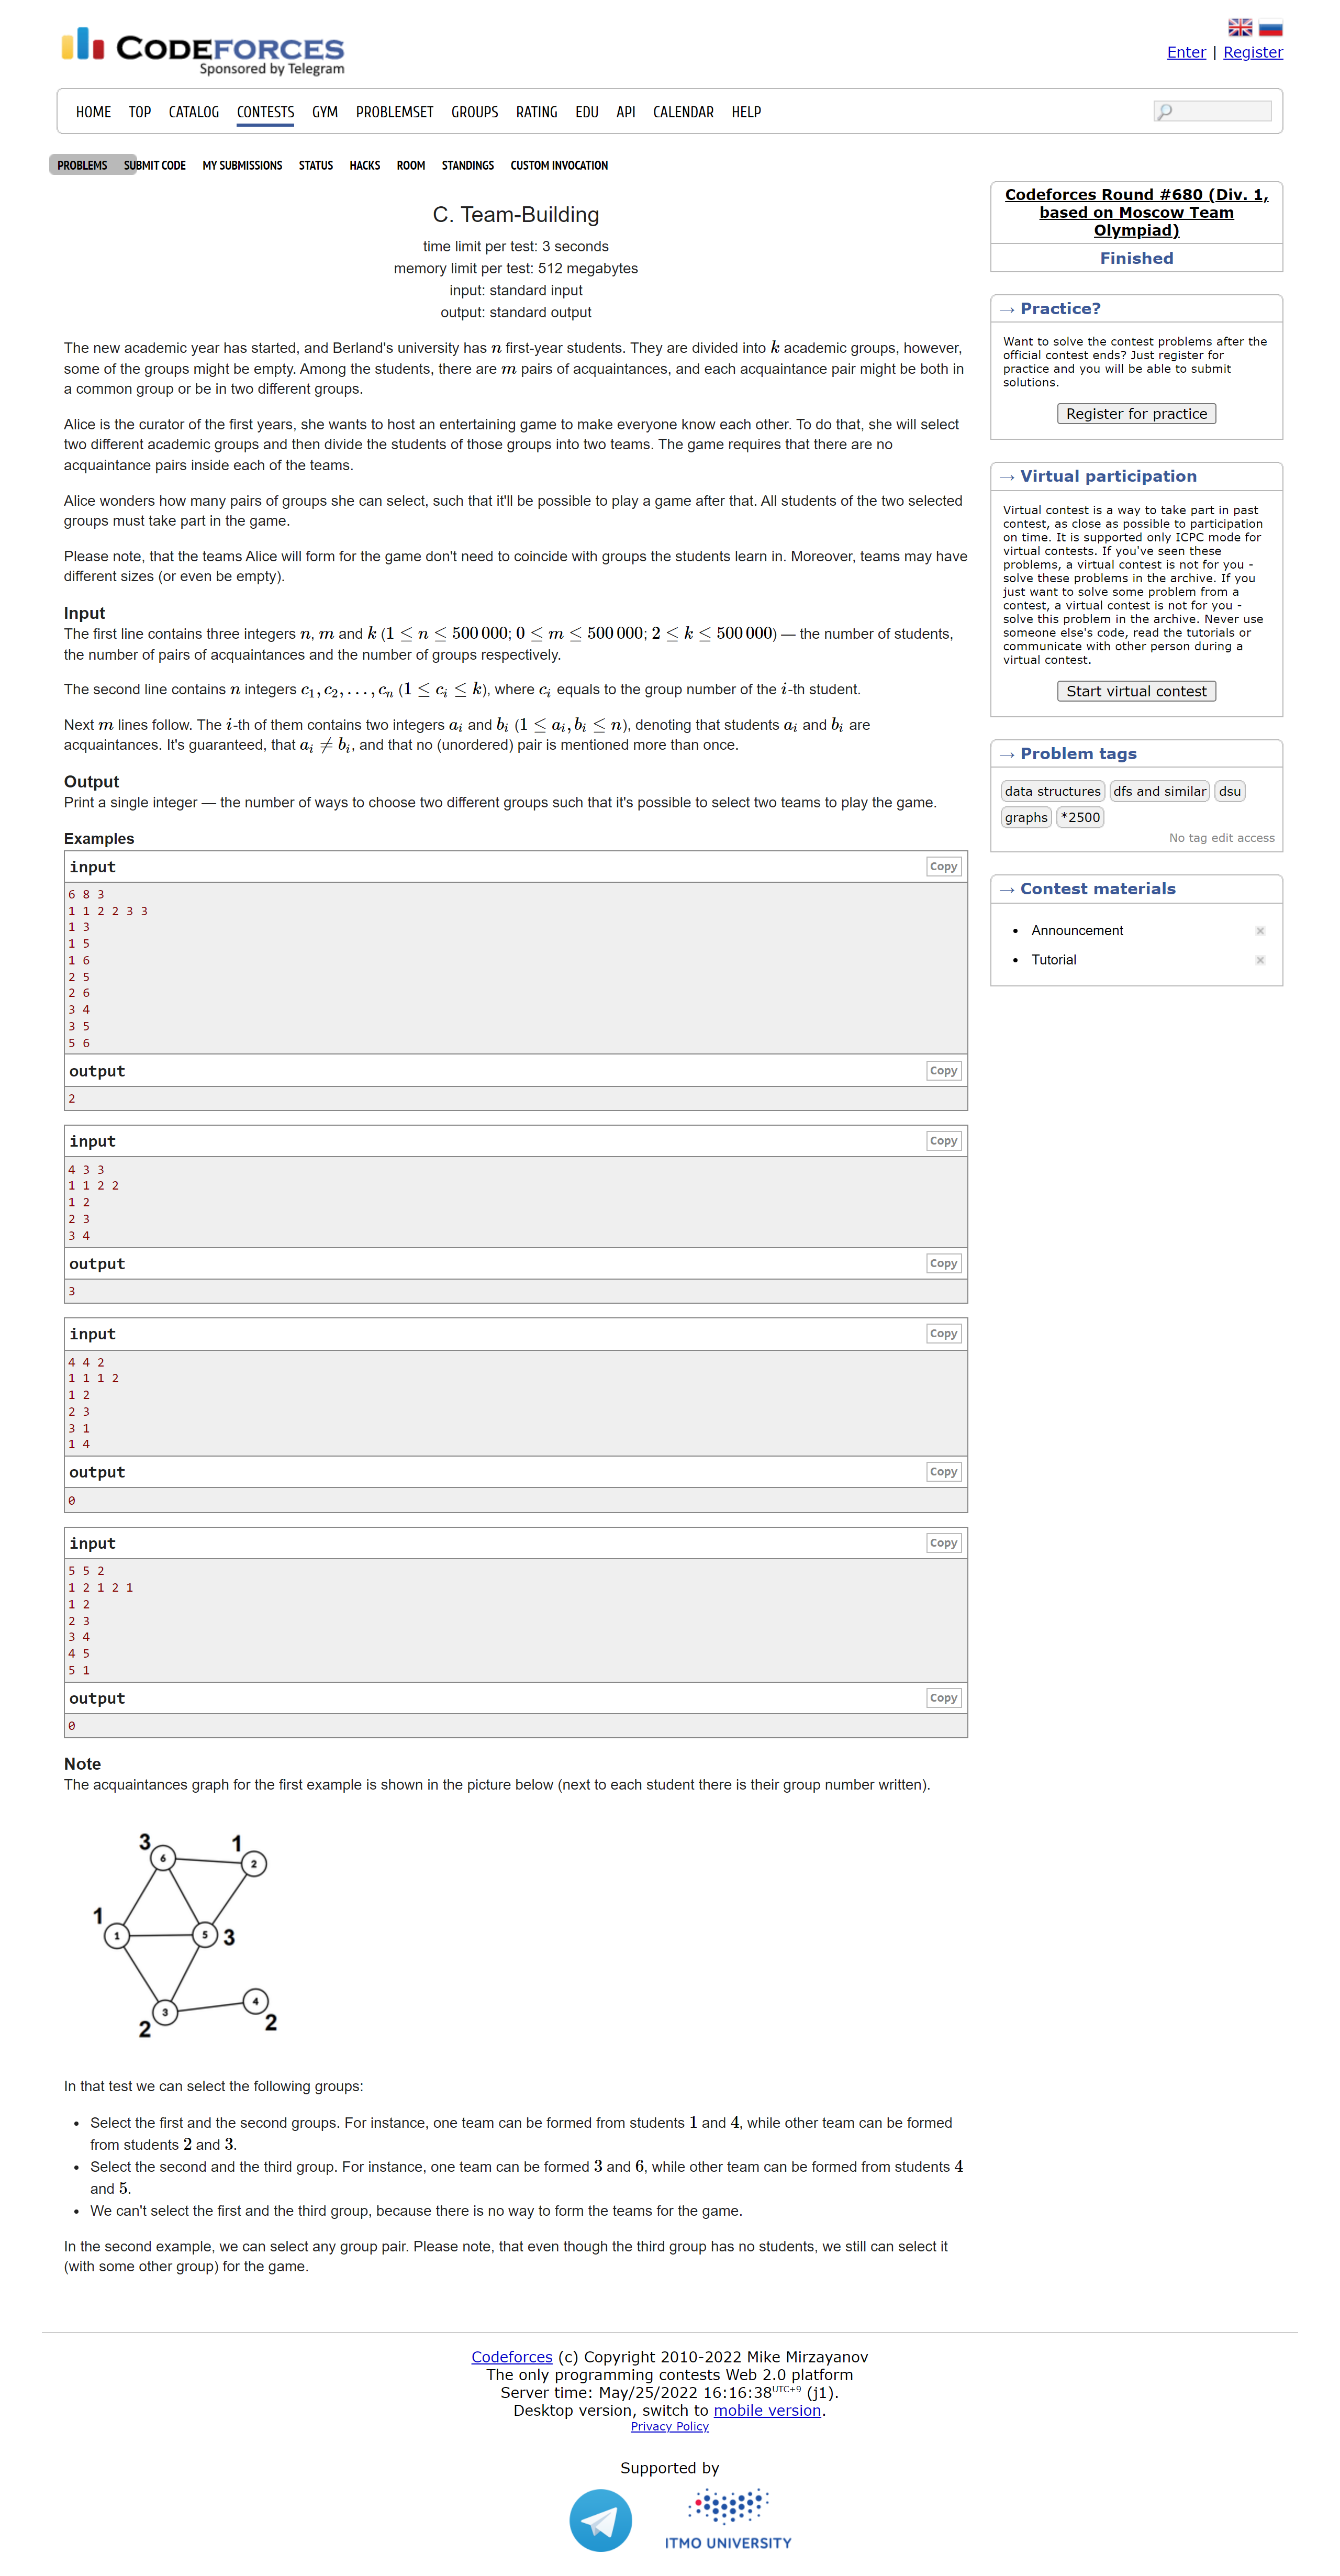 CODEFORCES
Sponsored by Telegram
Enter | Register
HOME TOP CATALOG CONTESTS GYM PROBLEMSET GROUPS RATING EDU API CALENDAR HELP
PROBLEMS SUBMIT CODE MY SUBMISSIONS STATUS HACKS ROOM STANDINGS CUSTOM INVOCATION
C. Team-Building
time limit per test: 3 seconds
memory limit per test: 512 megabytes
input: standard input
output: standard output
The new academic year has started, and Berland's university has n first-year students. They are divided into k academic groups, however,
some of the groups might be empty. Among the students, there are m pairs of acquaintances, and each acquaintance pair might be both in
a common group or be in two different groups.
Alice is the curator of the first years, she wants to host an entertaining game to make everyone know each other. To do that, she will select
two different academic groups and then divide the students of those groups into two teams. The game requires that there are no
acquaintance pairs inside each of the teams.
Alice wonders how many pairs of groups she can select, such that it'll be possible to play a game after that. All students of the two selected
groups must take part in the game.
Please note, that the teams Alice will form for the game don't need to coincide with groups the students learn in. Moreover, teams may have
different sizes (or even be empty).
Input
The first line contains three integers n, m and k (1 ≤ n ≤ 500 000; 0 ≤ m ≤ 500 000; 2 ≤ k ≤ 500 000) — the number of students,
the number of pairs of acquaintances and the number of groups respectively.
The second line contains n integers c₁, c₂, …, cₙ (1 ≤ cᵢ ≤ k), where cᵢ equals to the group number of the i-th student.
Next m lines follow. The i-th of them contains two integers aᵢ and bᵢ (1 ≤ aᵢ, bᵢ ≤ n), denoting that students aᵢ and bᵢ are
acquaintances. It's guaranteed, that aᵢ ≠ bᵢ, and that no (unordered) pair is mentioned more than once.
Output
Print a single integer — the number of ways to choose two different groups such that it's possible to select two teams to play the game.
Examples
input Copy
6 8 3
1 1 2 2 3 3
1 3
1 5
1 6
2 5
2 6
3 4
3 5
5 6
output Copy
2
input Copy
4 3 3
1 1 2 2
1 2
2 3
3 4
output Copy
3
input Copy
4 4 2
1 1 1 2
1 2
2 3
3 1
1 4
output Copy
0
input Copy
5 5 2
1 2 1 2 1
1 2
2 3
3 4
4 5
5 1
output Copy
0
Note
The acquaintances graph for the first example is shown in the picture below (next to each student there is their group number written).
3 1
6 2
1
1 5 3
3 4
2 2
In that test we can select the following groups:
• Select the first and the second groups. For instance, one team can be formed from students 1 and 4, while other team can be formed
from students 2 and 3.
• Select the second and the third group. For instance, one team can be formed 3 and 6, while other team can be formed from students 4
and 5.
• We can't select the first and the third group, because there is no way to form the teams for the game.
In the second example, we can select any group pair. Please note, that even though the third group has no students, we still can select it
(with some other group) for the game.
Codeforces Round #680 (Div. 1,
based on Moscow Team
Olympiad)
Finished
→ Practice?
Want to solve the contest problems after the
official contest ends? Just register for
practice and you will be able to submit
solutions.
Register for practice
→ Virtual participation
Virtual contest is a way to take part in past
contest, as close as possible to participation
on time. It is supported only ICPC mode for
virtual contests. If you've seen these
problems, a virtual contest is not for you -
solve these problems in the archive. If you
just want to solve some problem from a
contest, a virtual contest is not for you -
solve this problem in the archive. Never use
someone else's code, read the tutorials or
communicate with other person during a
virtual contest.
Start virtual contest
→ Problem tags
data structures dfs and similar dsu
graphs *2500
No tag edit access
→ Contest materials
• Announcement
• Tutorial
Codeforces (c) Copyright 2010-2022 Mike Mirzayanov
The only programming contests Web 2.0 platform
Server time: May/25/2022 16:16:38 UTC+9 (j1).
Desktop version, switch to mobile version.
Privacy Policy
Supported by
ITMO UNIVERSITY